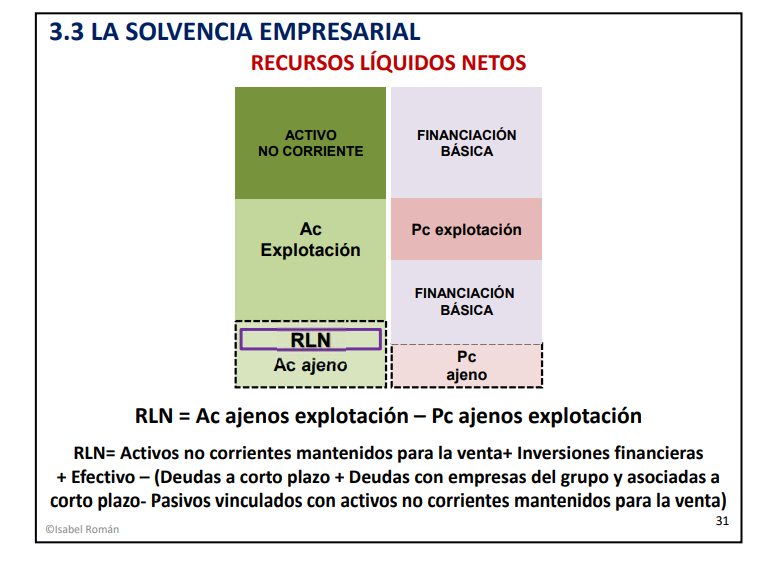 3.3 LA SOLVENCIA EMPRESARIAL
RECURSOS LÍQUIDOS NETOS
ACTIVO
NO CORRIENTE
Ac
Explotación
RLN
Ac ajeno
FINANCIACIÓN
BÁSICA
Pc explotación
FINANCIACIÓN
BÁSICA
Pc
ajeno
RLN = Ac ajenos explotación – Pc ajenos explotación
RLN= Activos no corrientes mantenidos para la venta+ Inversiones financieras
+ Efectivo – (Deudas a corto plazo + Deudas con empresas del grupo y asociadas a
corto plazo- Pasivos vinculados con activos no corrientes mantenidos para la venta)
31
©Isabel Román